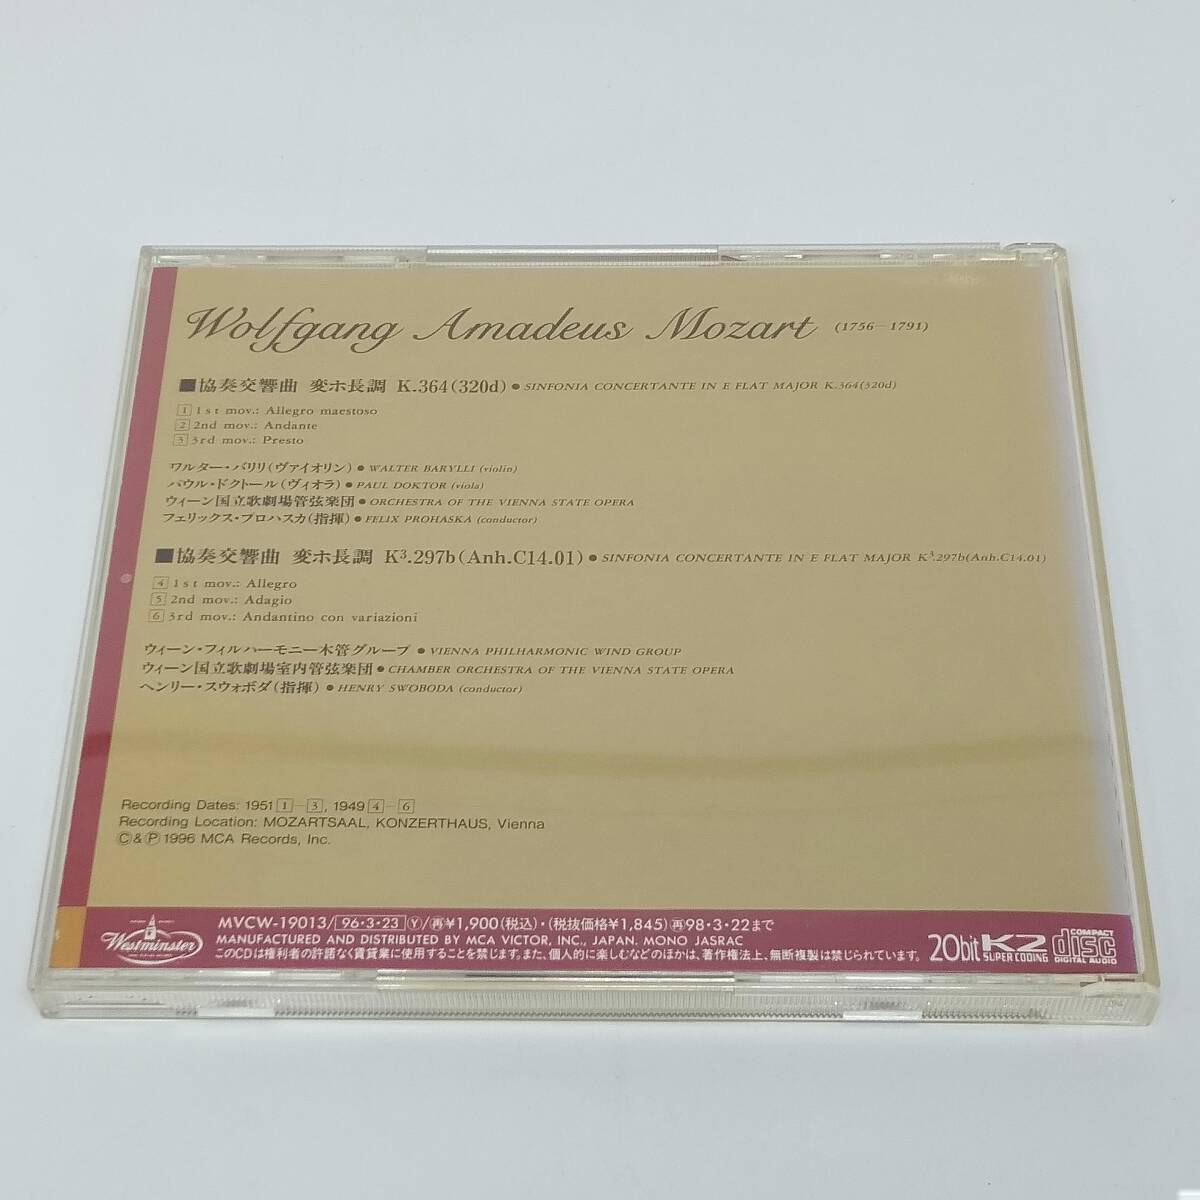 Wolfgang Amadeus Mozart (1756-1791)
■協奏交響曲 変ホ長調 K.364(320d) ● SINFONIA CONCERTANTE IN E FLAT MAJOR K.364(320d)
1 1st mov.: Allegro maestoso
2 2nd mov.: Andante
3 3rd mov.: Presto
ワルター・バリリ(ヴァイオリン) ● WALTER BARYLLI (violin)
パウル・ドクトール(ヴィオラ) ● PAUL DOKTOR (viola)
ウィーン国立歌劇場管弦楽団 ● ORCHESTRA OF THE VIENNA STATE OPERA
フェリックス・プロハスカ(指揮) ● FELIX PROHASKA (conductor)
■協奏交響曲 変ホ長調 K³.297b(Anh.C14.01) ● SINFONIA CONCERTANTE IN E FLAT MAJOR K³.297b(Anh.C14.01)
4 1st mov.: Allegro
5 2nd mov.: Adagio
6 3rd mov.: Andantino con variazioni
ウィーン・フィルハーモニー木管グループ ● VIENNA PHILHARMONIC WIND GROUP
ウィーン国立歌劇場室内管弦楽団 ● CHAMBER ORCHESTRA OF THE VIENNA STATE OPERA
ヘンリー・スウォボダ(指揮) ● HENRY SWOBODA (conductor)
Recording Dates: 1951 1-3, 1949 4-6
Recording Location: MOZARTSAAL, KONZERTHAUS, Vienna
Ⓒ&Ⓟ 1996 MCA Records, Inc.
Westminster
MVCW-19013/96・3・23Ⓨ/再¥1,900(税込)・(税抜価格¥1,845)再98・3・22まで
MANUFACTURED AND DISTRIBUTED BY MCA VICTOR, INC., JAPAN. MONO JASRAC
このCDは権利者の許諾なく賃貸業に使用することを禁じます。また、個人的に楽しむなどのほかは、著作権法上、無断複製は禁じられています。
20bit K2 SUPER CODING
COMPACT disc DIGITAL AUDIO